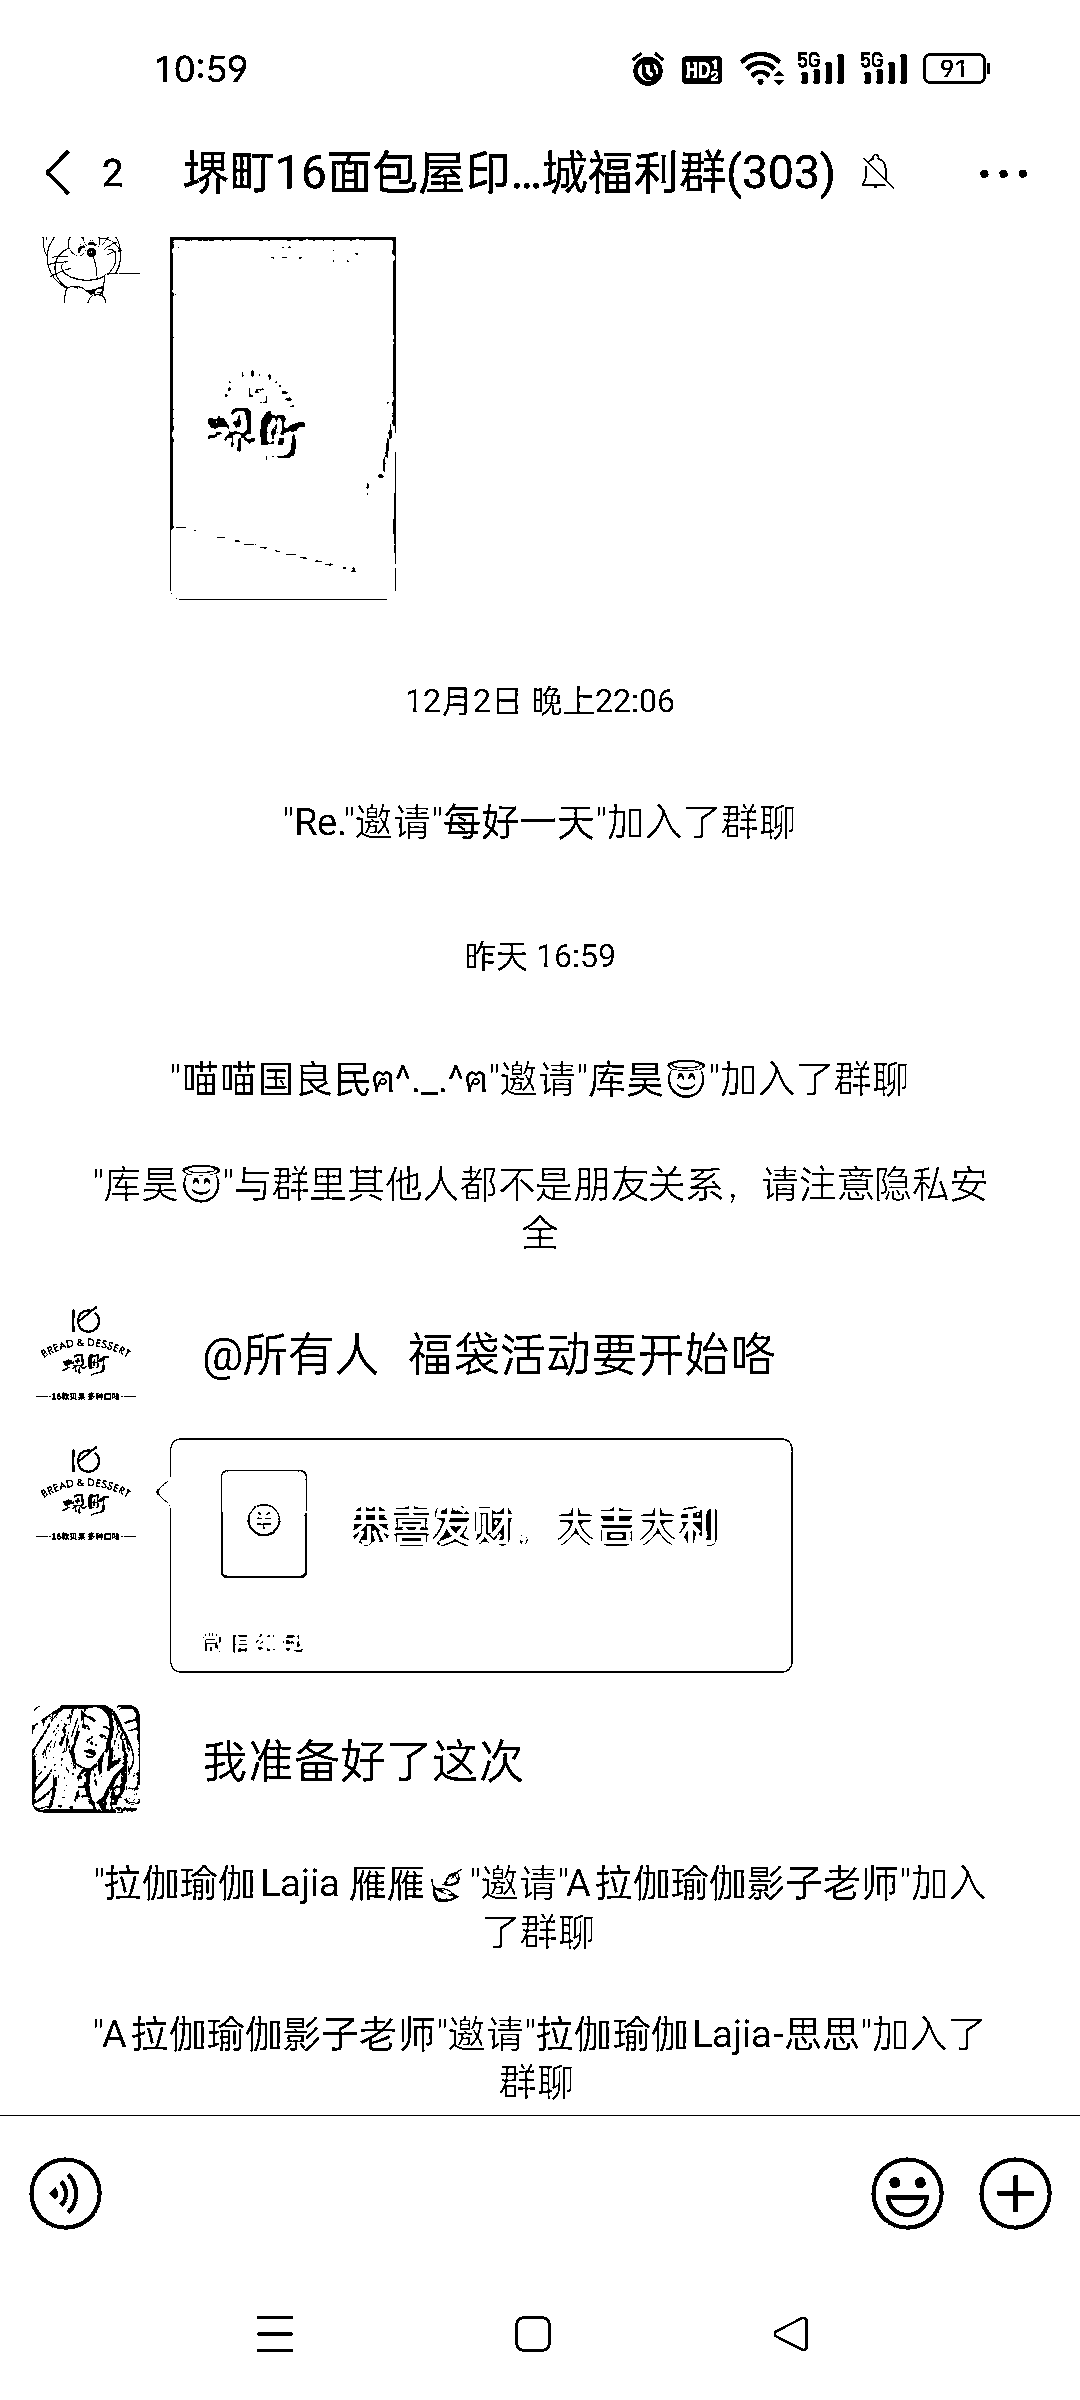 10:59
HD 5G 5G 91
2 堺町16面包屋印...城福利群(303)
堺町
12月2日 晚上22:06
"Re."邀请"每好一天"加入了群聊
昨天 16:59
"喵喵国良民ฅ^._.^ฅ"邀请"库昊😇"加入了群聊
"库昊😇"与群里其他人都不是朋友关系，请注意隐私安
全
16
BREAD & DESSERT
堺町
@所有人 福袋活动要开始咯
16
BREAD & DESSERT
堺町
恭喜发财，大吉大利
微信红包
我准备好了这次
"拉伽瑜伽Lajia 雁雁🌿"邀请"A拉伽瑜伽影子老师"加入
了群聊
"A拉伽瑜伽影子老师"邀请"拉伽瑜伽Lajia-思思"加入了
群聊